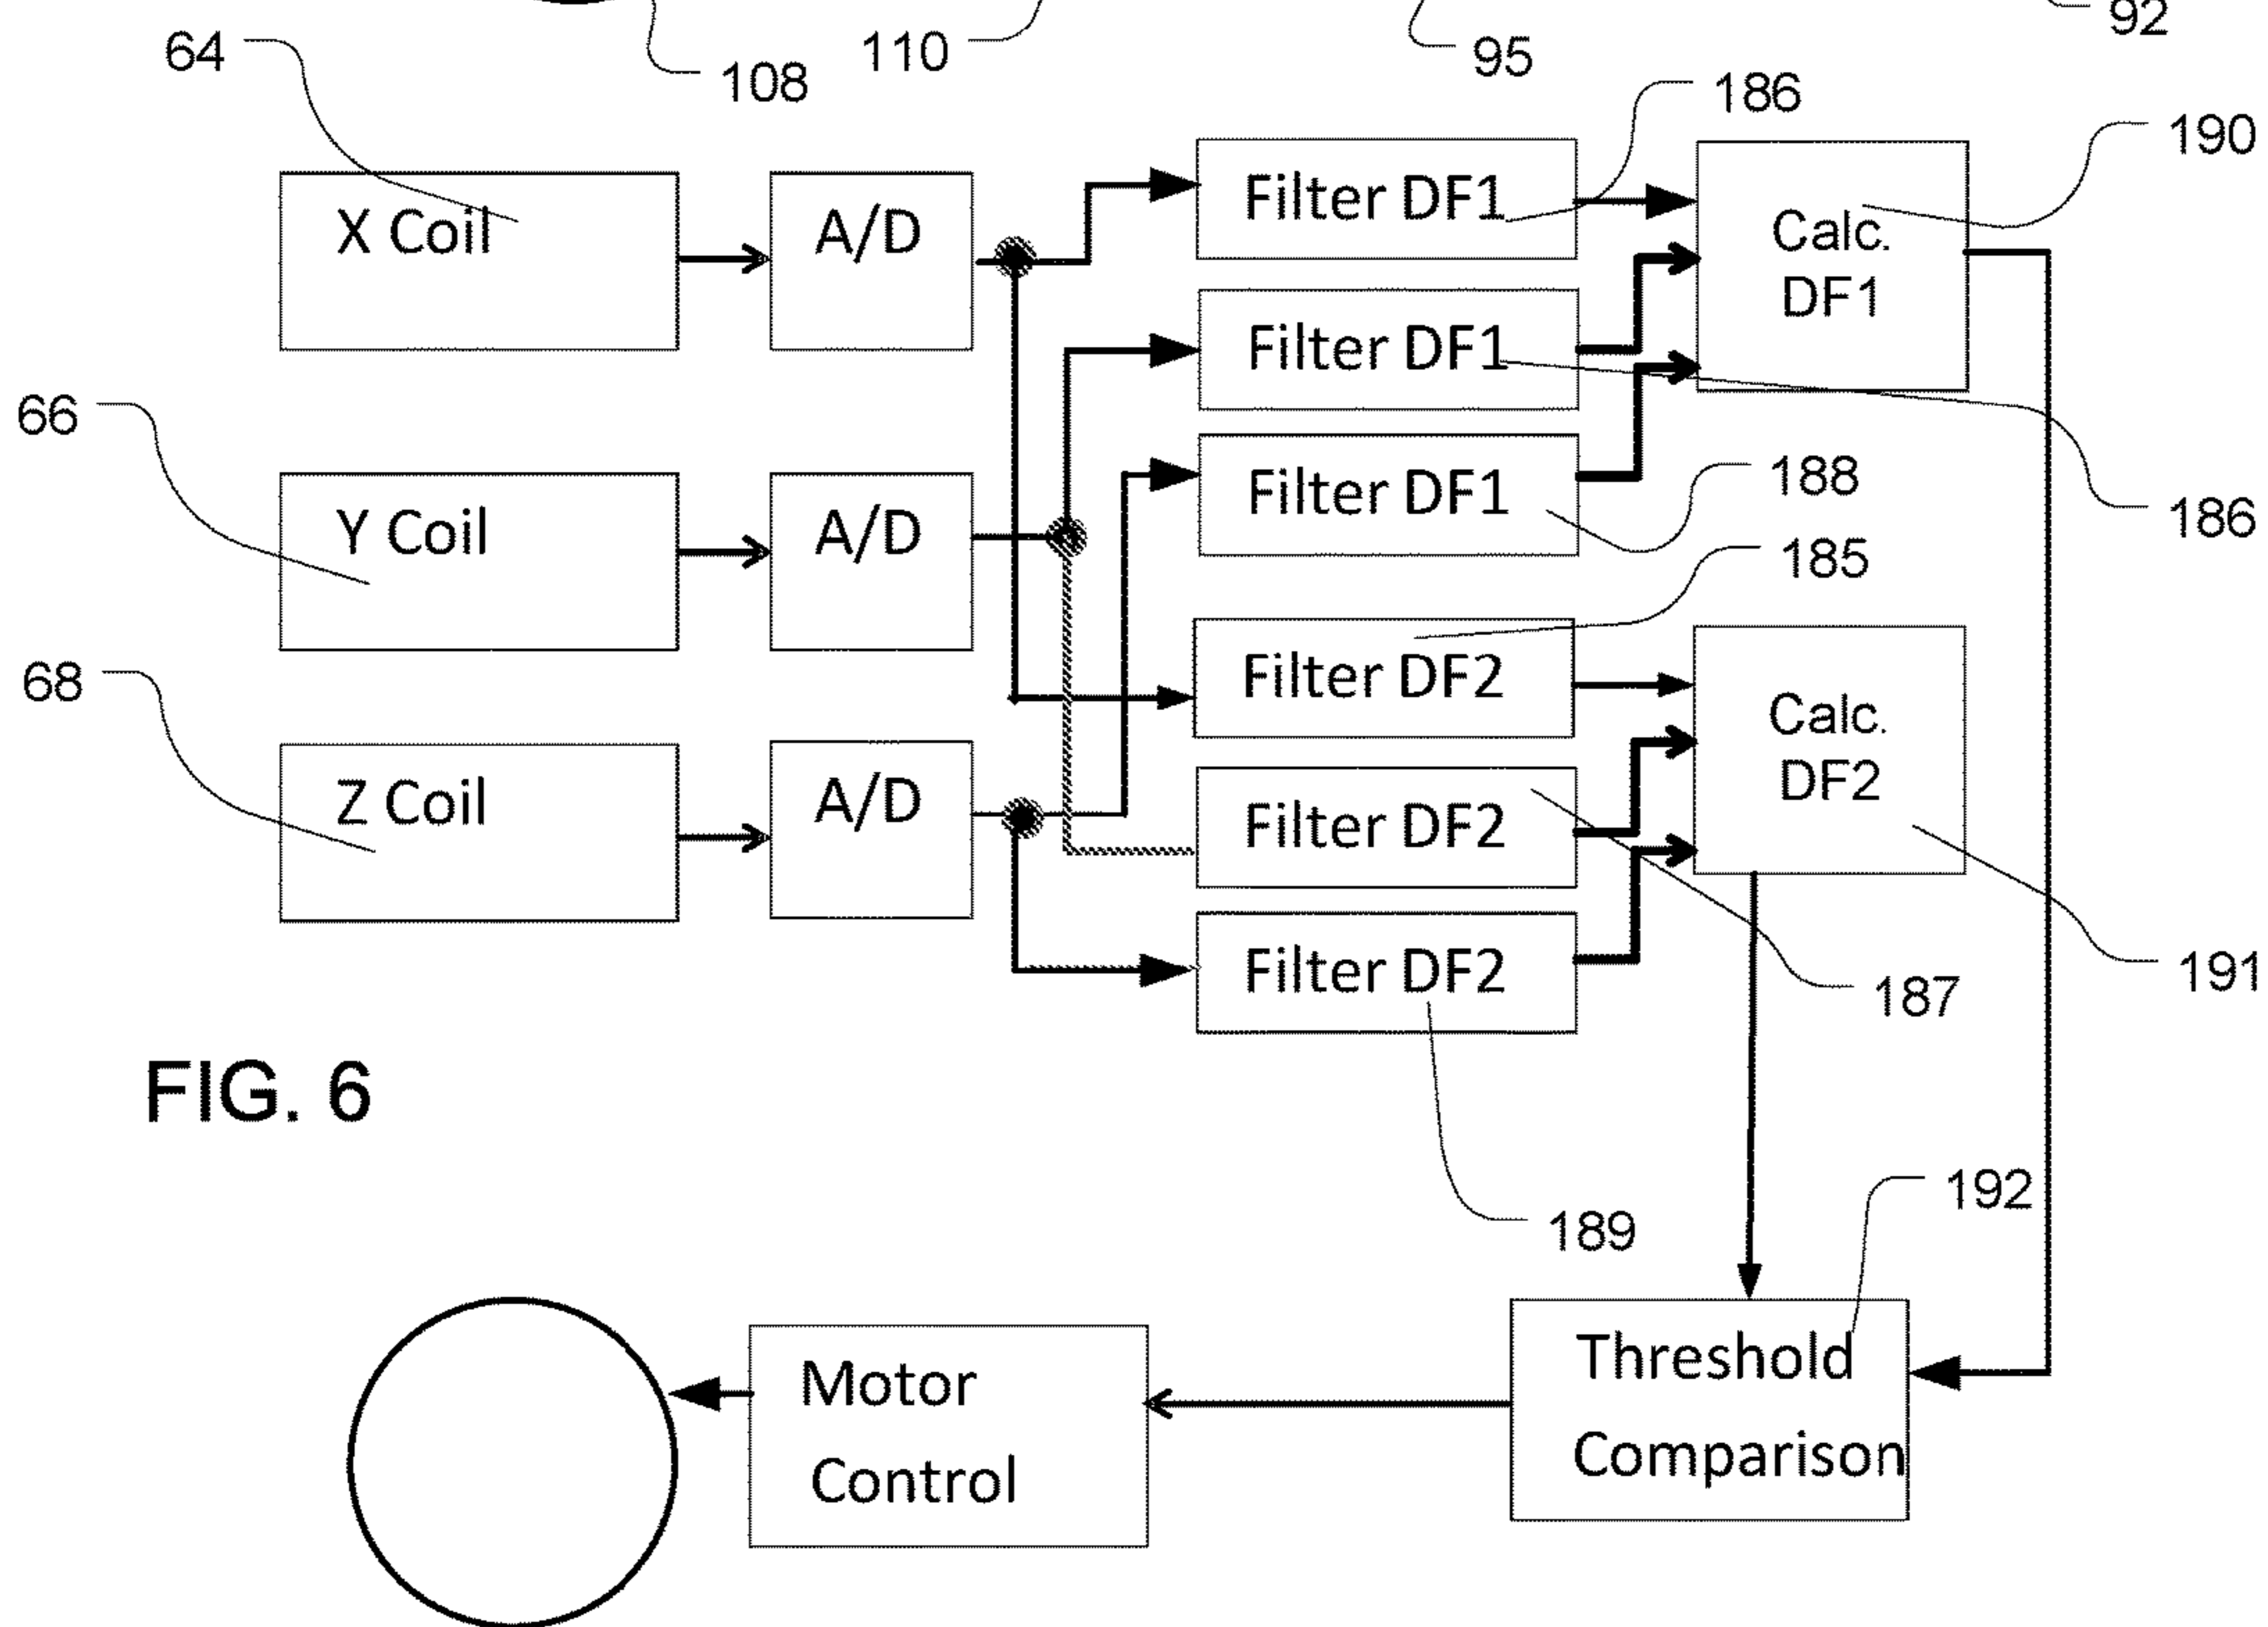 92
64
110
95
108
186
190
X Coil
A/D
Filter DF1
Calc.
DF1
Filter DF1
66
Filter DF1
188
186
Y Coil
A/D
185
68
Filter DF2
Calc.
DF2
Z Coil
A/D
Filter DF2
Filter DF2
187
191
FIG. 6
192
189
Threshold
Comparison
Motor
Control